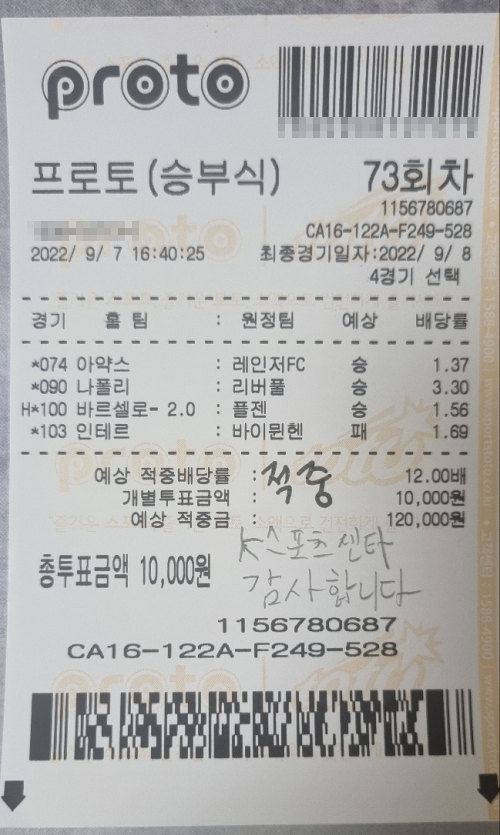 proto
프로토(승부식) 73회차
1156780687
CA16-122A-F249-528
2022/ 9/ 7 16:40:25 최종경기일자:2022/ 9/ 8
4경기 선택
경기 홈 팀 : 원정팀 예상 배당률
*074 아약스 : 레인저FC 승 1.37
*090 나폴리 : 리버풀 승 3.30
H*100 바르셀로- 2.0 : 플젠 승 1.56
*103 인테르 : 바이뮌헨 패 1.69
예상 적중배당률 : 적중 12.00배
개별투표금액 : 10,000원
예상 적중금 : 120,000원
K스포츠센타
총투표금액 10,000원
감사합니다
1156780687
CA16-122A-F249-528